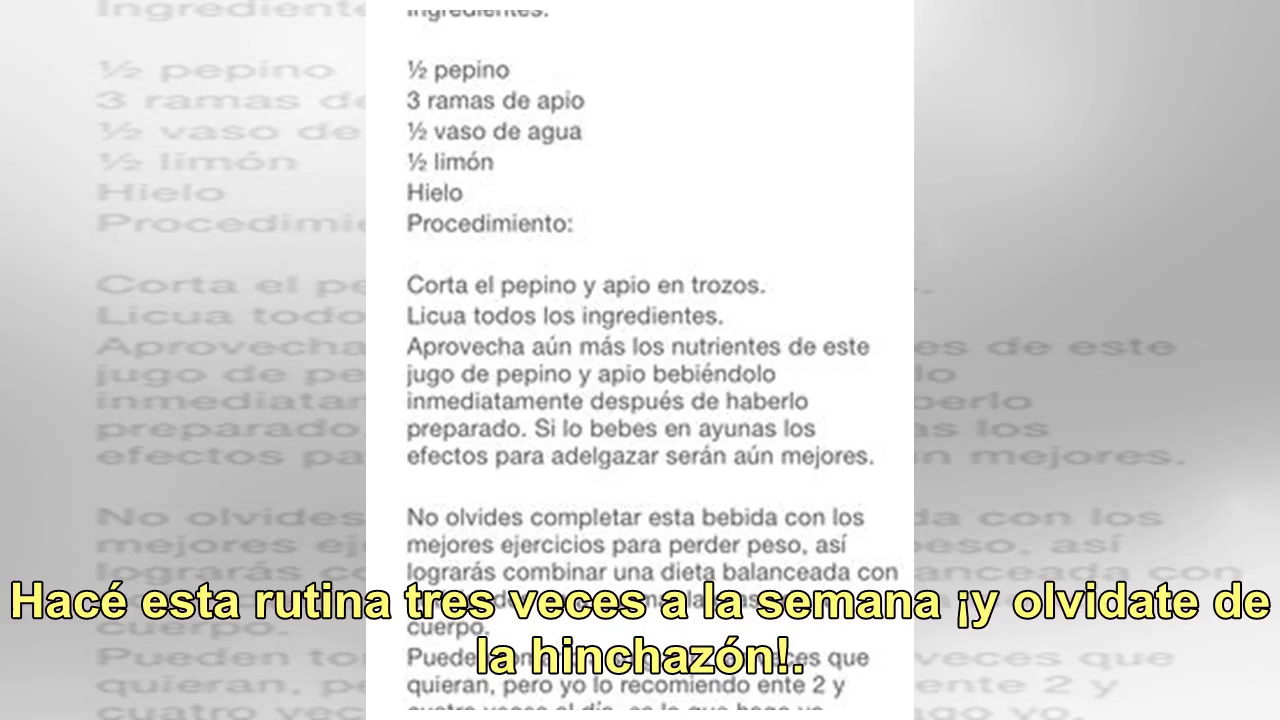 Ingredientes:
½ pepino
3 ramas de apio
½ vaso de agua
½ limón
Hielo
Procedimiento:
Corta el pepino y apio en trozos.
Licua todos los ingredientes.
Aprovecha aún más los nutrientes de este
jugo de pepino y apio bebiéndolo
inmediatamente después de haberlo
preparado. Si lo bebes en ayunas los
efectos para adelgazar serán aún mejores.
No olvides completar esta bebida con los
mejores ejercicios para perder peso, así
lograrás combinar una dieta balanceada con
cuerpo.
Hacé esta rutina tres veces a la semana ¡y olvidate de
la hinchazón!.
veces que
quieran, pero yo lo recomiendo ente 2 y